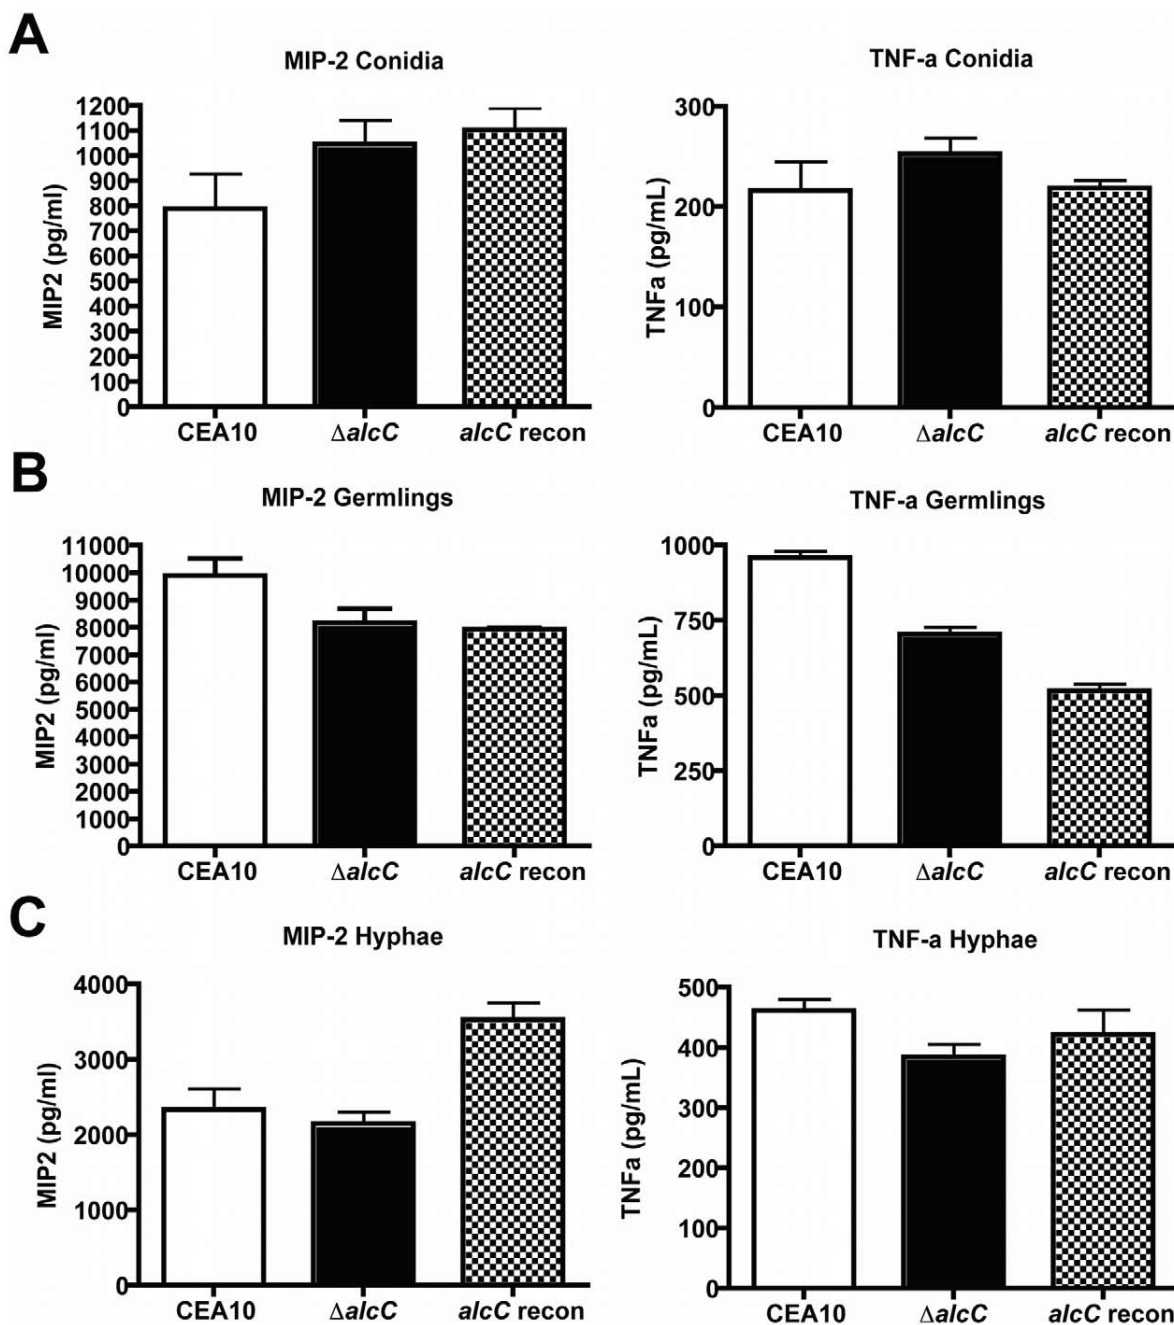 A
MIP-2 Conidia
MIP2 (pg/ml)
1200
1100
1000
900
800
700
600
500
400
300
200
100
0
CEA10 ΔalcC alcC recon
TNF-a Conidia
TNFa (pg/mL)
300
200
100
0
CEA10 ΔalcC alcC recon
B
MIP-2 Germlings
MIP2 (pg/ml)
11000
10000
9000
8000
7000
6000
5000
4000
3000
2000
1000
0
CEA10 ΔalcC alcC recon
TNF-a Germlings
TNFa (pg/mL)
1000
750
500
250
0
CEA10 ΔalcC alcC recon
C
MIP-2 Hyphae
MIP2 (pg/ml)
4000
3000
2000
1000
0
CEA10 ΔalcC alcC recon
TNF-a Hyphae
TNFa (pg/mL)
500
400
300
200
100
0
CEA10 ΔalcC alcC recon